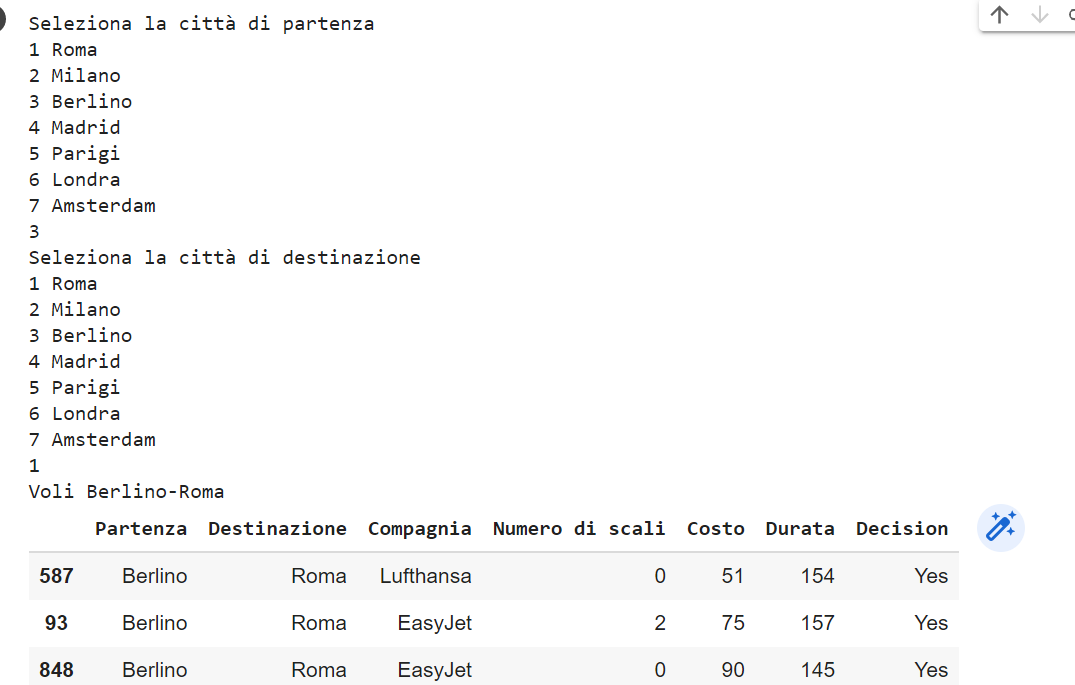 Seleziona la città di partenza
1 Roma
2 Milano
3 Berlino
4 Madrid
5 Parigi
6 Londra
7 Amsterdam
3
Seleziona la città di destinazione
1 Roma
2 Milano
3 Berlino
4 Madrid
5 Parigi
6 Londra
7 Amsterdam
1
Voli Berlino-Roma
Partenza Destinazione Compagnia Numero di scali Costo Durata Decision
587 Berlino Roma Lufthansa 0 51 154 Yes
93 Berlino Roma EasyJet 2 75 157 Yes
848 Berlino Roma EasyJet 0 90 145 Yes